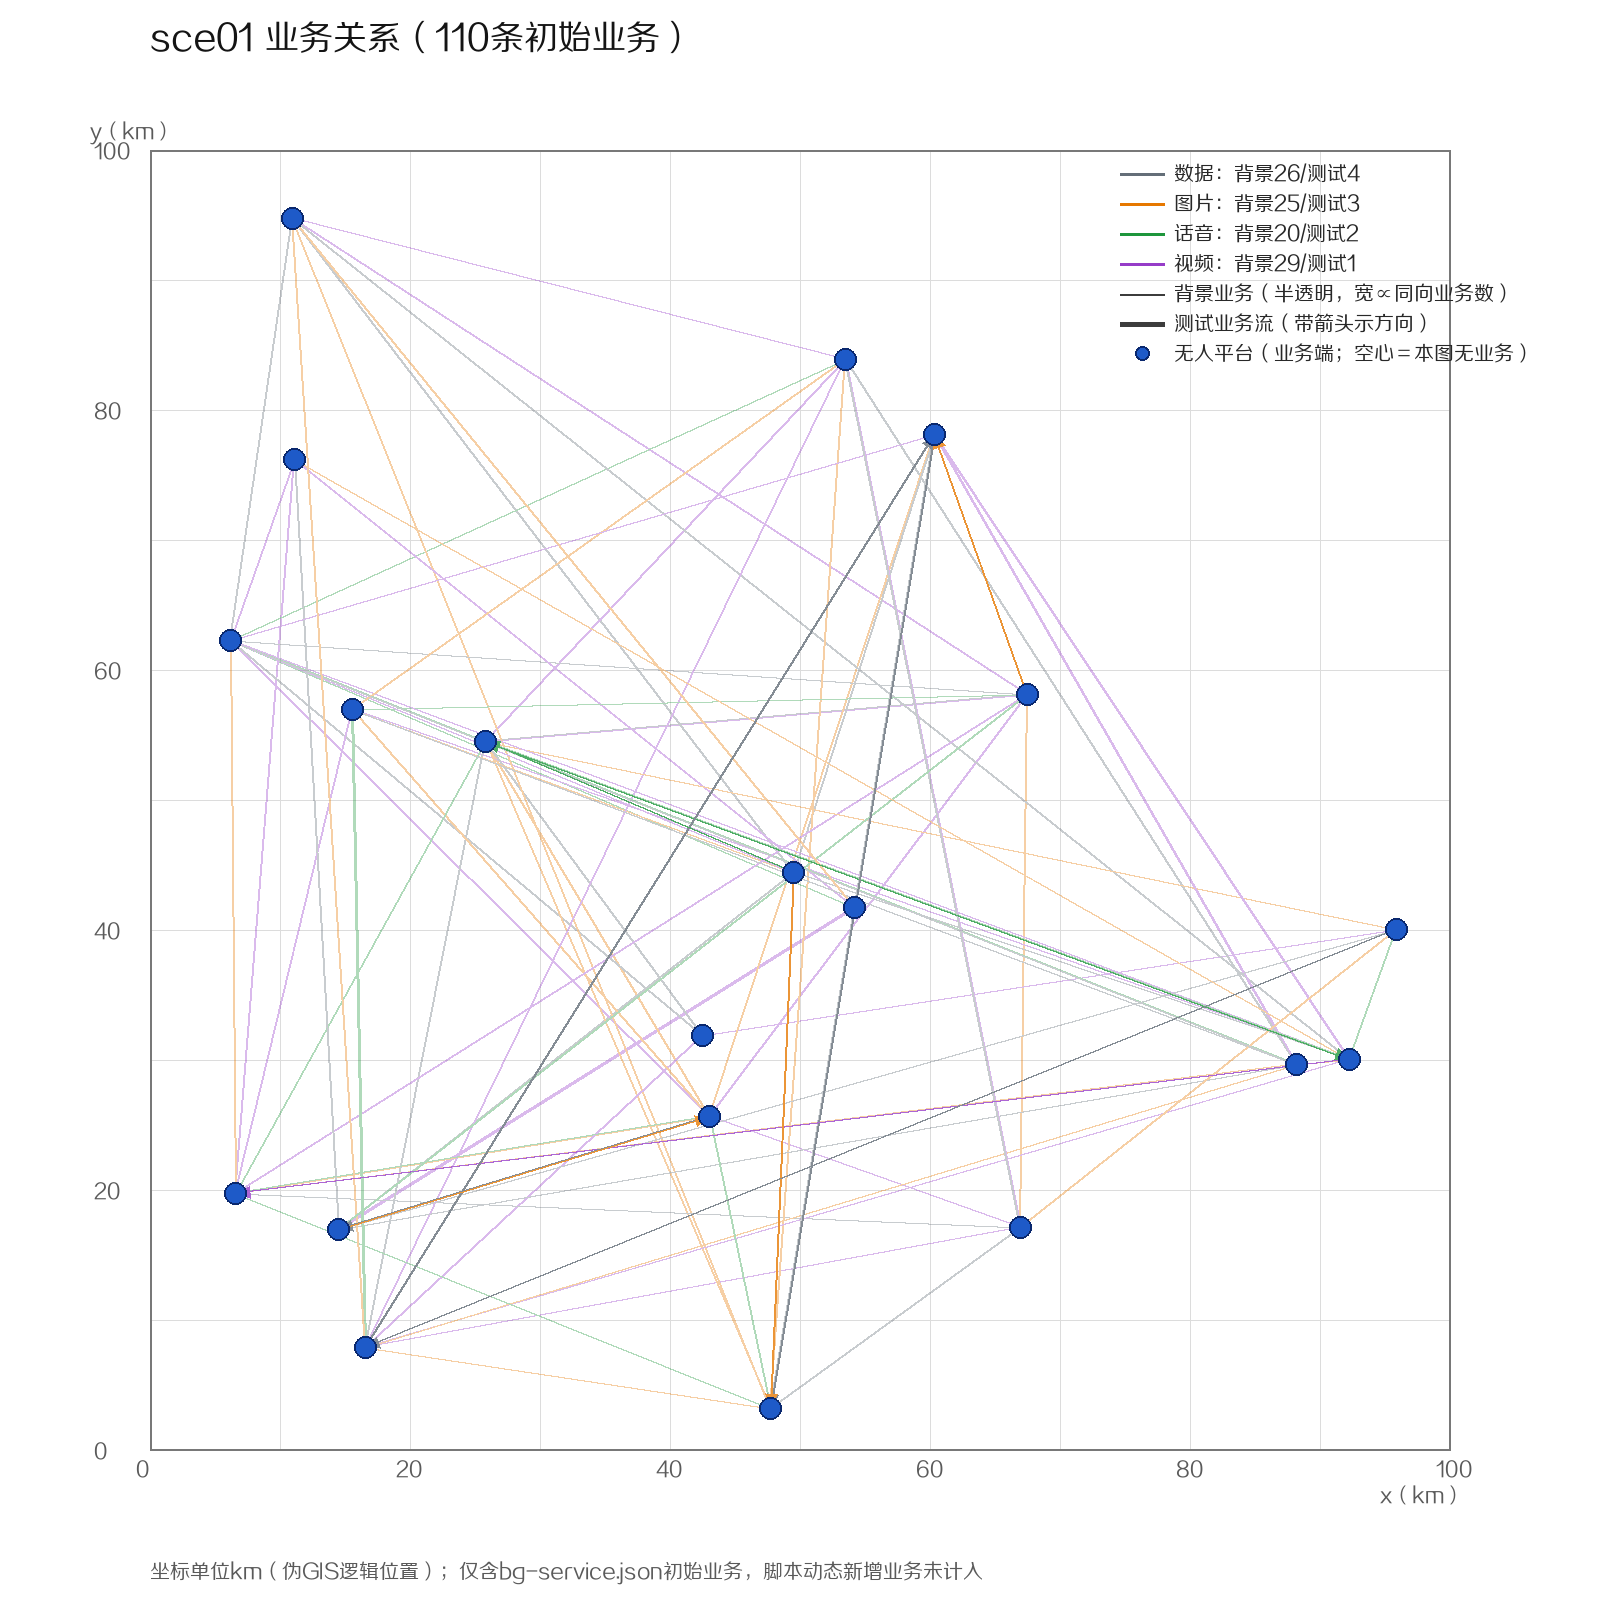 sce01 业务关系（110条初始业务）
y（km）
100
80
60
40
20
0
数据：背景26/测试4
图片：背景25/测试3
话音：背景20/测试2
视频：背景29/测试1
背景业务（半透明，宽∝同向业务数）
测试业务流（带箭头示方向）
无人平台（业务端；空心＝本图无业务）
0 20 40 60 80 100
x（km）
坐标单位km（伪GIS逻辑位置）；仅含bg-service.json初始业务，脚本动态新增业务未计入